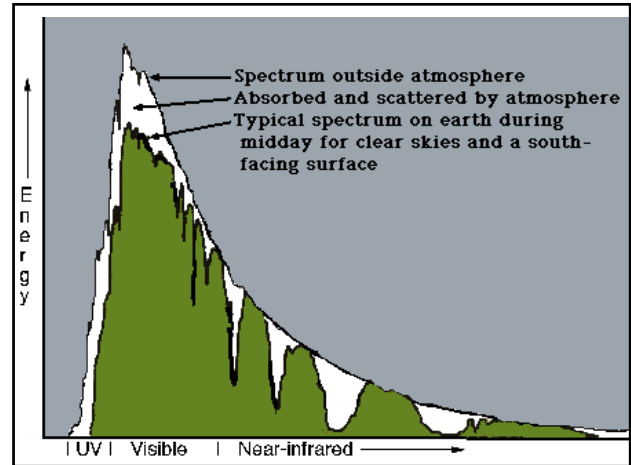 Spectrum outside atmosphere
Absorbed and scattered by atmosphere
Typical spectrum on earth during
midday for clear skies and a south-
facing surface
Energy
UV
Visible
Near-infrared